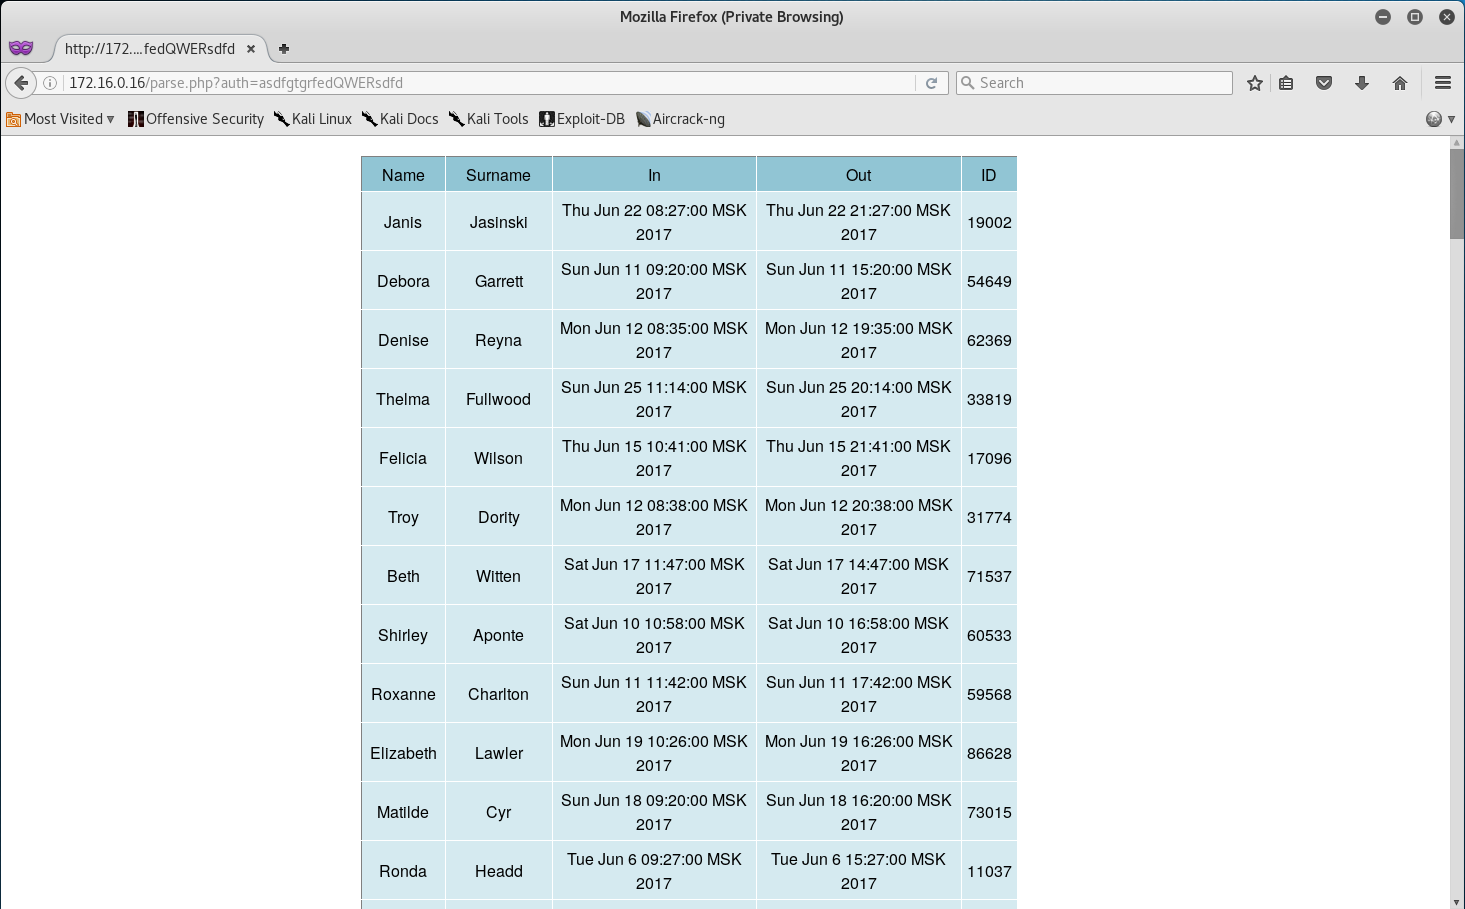 Mozilla Firefox (Private Browsing)
http://172....fedQWERsdfd
172.16.0.16/parse.php?auth=asdfgtgrfedQWERsdfd
Search
Most Visited
Offensive Security
Kali Linux
Kali Docs
Kali Tools
Exploit-DB
Aircrack-ng
Name Surname In Out ID
Janis Jasinski Thu Jun 22 08:27:00 MSK 2017 Thu Jun 22 21:27:00 MSK 2017 19002
Debora Garrett Sun Jun 11 09:20:00 MSK 2017 Sun Jun 11 15:20:00 MSK 2017 54649
Denise Reyna Mon Jun 12 08:35:00 MSK 2017 Mon Jun 12 19:35:00 MSK 2017 62369
Thelma Fullwood Sun Jun 25 11:14:00 MSK 2017 Sun Jun 25 20:14:00 MSK 2017 33819
Felicia Wilson Thu Jun 15 10:41:00 MSK 2017 Thu Jun 15 21:41:00 MSK 2017 17096
Troy Dority Mon Jun 12 08:38:00 MSK 2017 Mon Jun 12 20:38:00 MSK 2017 31774
Beth Witten Sat Jun 17 11:47:00 MSK 2017 Sat Jun 17 14:47:00 MSK 2017 71537
Shirley Aponte Sat Jun 10 10:58:00 MSK 2017 Sat Jun 10 16:58:00 MSK 2017 60533
Roxanne Charlton Sun Jun 11 11:42:00 MSK 2017 Sun Jun 11 17:42:00 MSK 2017 59568
Elizabeth Lawler Mon Jun 19 10:26:00 MSK 2017 Mon Jun 19 16:26:00 MSK 2017 86628
Matilde Cyr Sun Jun 18 09:20:00 MSK 2017 Sun Jun 18 16:20:00 MSK 2017 73015
Ronda Headd Tue Jun 6 09:27:00 MSK 2017 Tue Jun 6 15:27:00 MSK 2017 11037